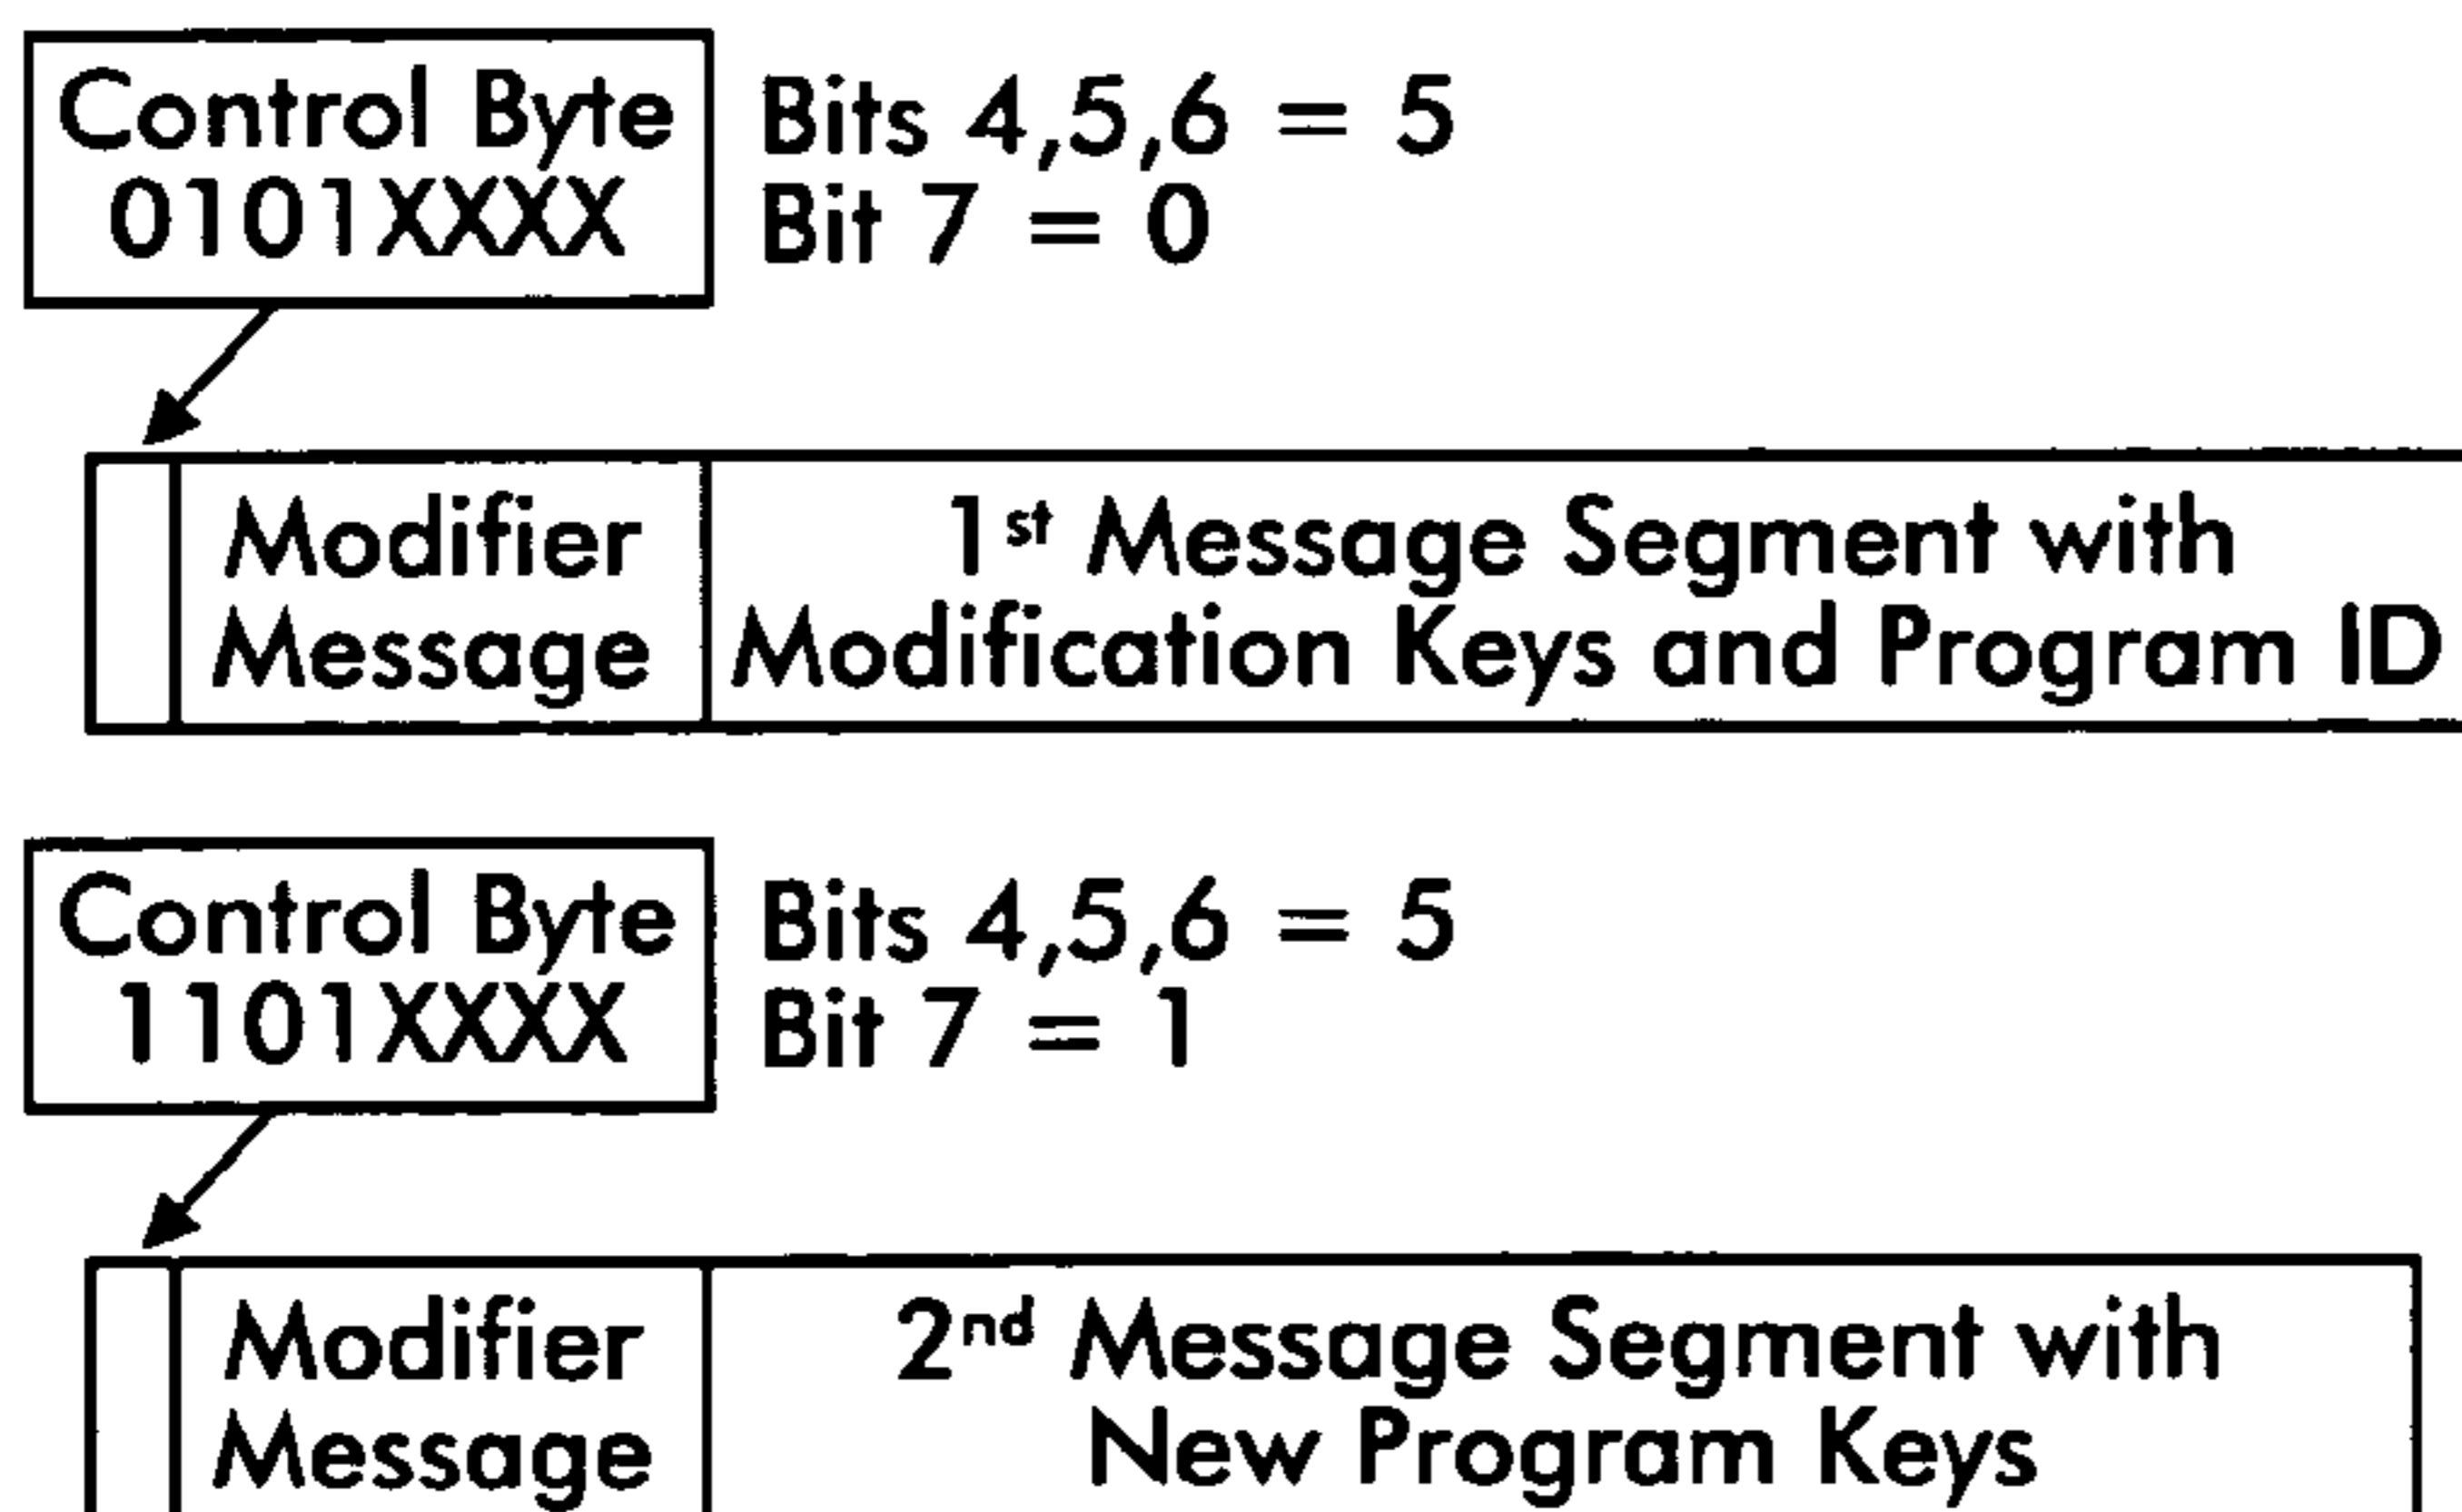 Control Byte
0101XXXX
Bits 4,5,6 = 5
Bit 7 = 0
Modifier
Message
1st Message Segment with
Modification Keys and Program ID
Control Byte
1101XXXX
Bits 4,5,6 = 5
Bit 7 = 1
Modifier
Message
2nd Message Segment with
New Program Keys